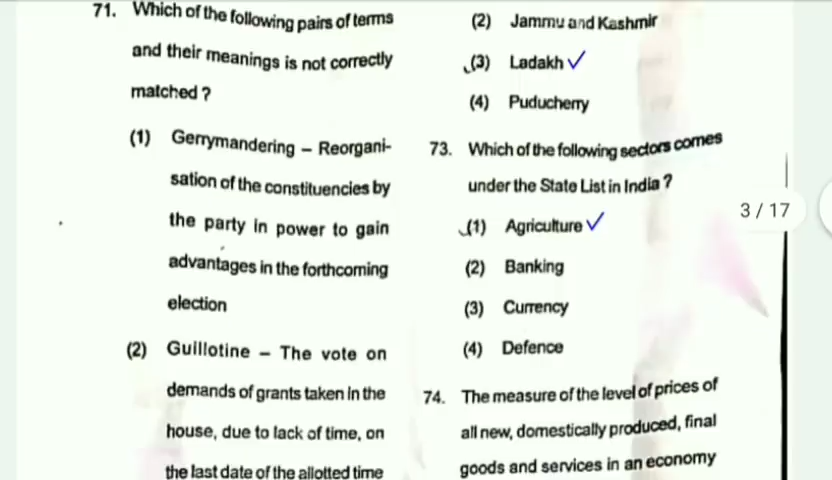 71. Which of the following pairs of terms
and their meanings is not correctly
matched ?
(1) Gerrymandering – Reorgani-
sation of the constituencies by
the party in power to gain
advantages in the forthcoming
election
(2) Guillotine – The vote on
demands of grants taken in the
house, due to lack of time, on
the last date of the allotted time
(2) Jammu and Kashmir
(3) Ladakh ✓
(4) Puducherry
73. Which of the following sectors comes
under the State List in India ?
(1) Agriculture ✓
(2) Banking
(3) Currency
(4) Defence
74. The measure of the level of prices of
all new, domestically produced, final
goods and services in an economy
3 / 17